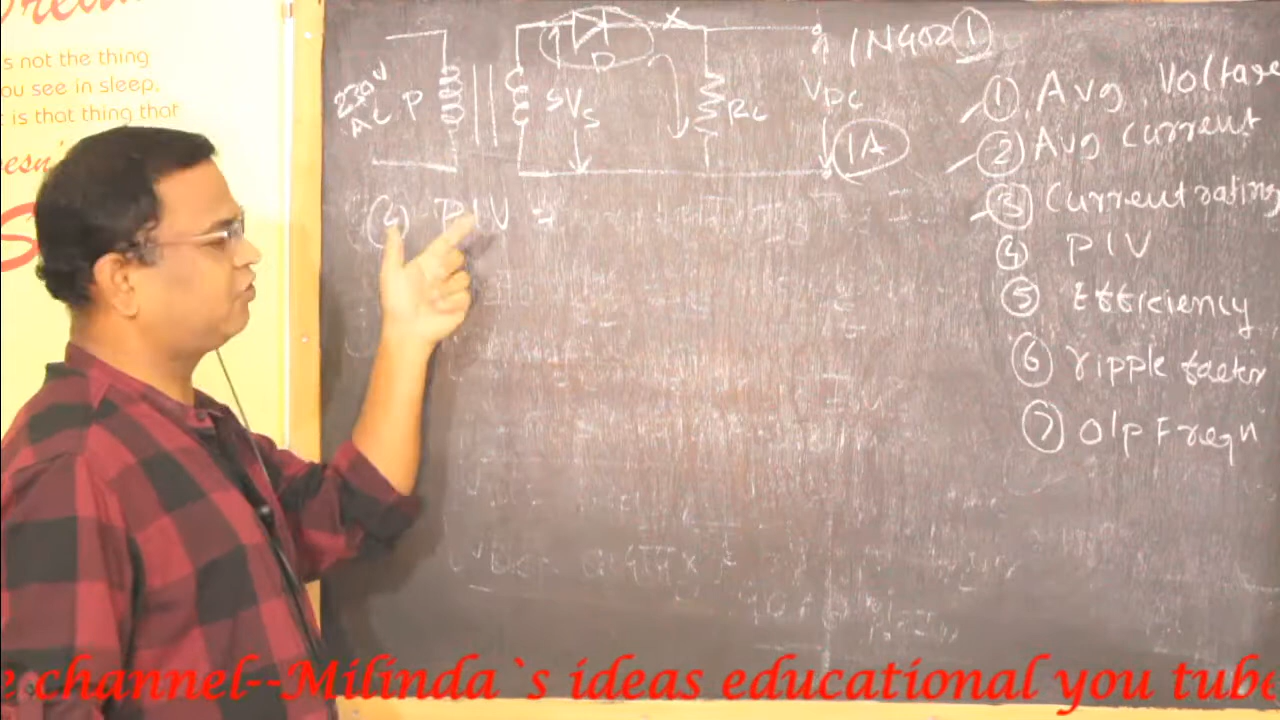 s not the thing
ou see in sleep,
t is that thing that
230V
AC P
5VS
D
RL
VDC
1A
1N4001
① Avg. Voltage
② Avg Current
③ Current rating
④ PIV
⑤ Efficiency
⑥ ripple factor
⑦ O/p Freqn
④ PIV =
e channel--Milinda`s ideas educational you tube